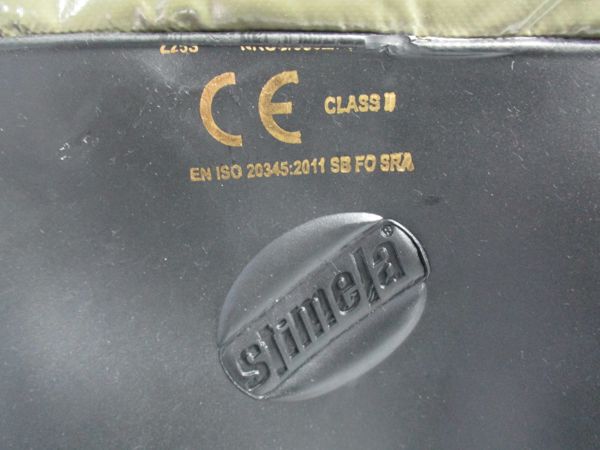 CE CLASS II
EN ISO 20345:2011 SB FO SRA
stimela®